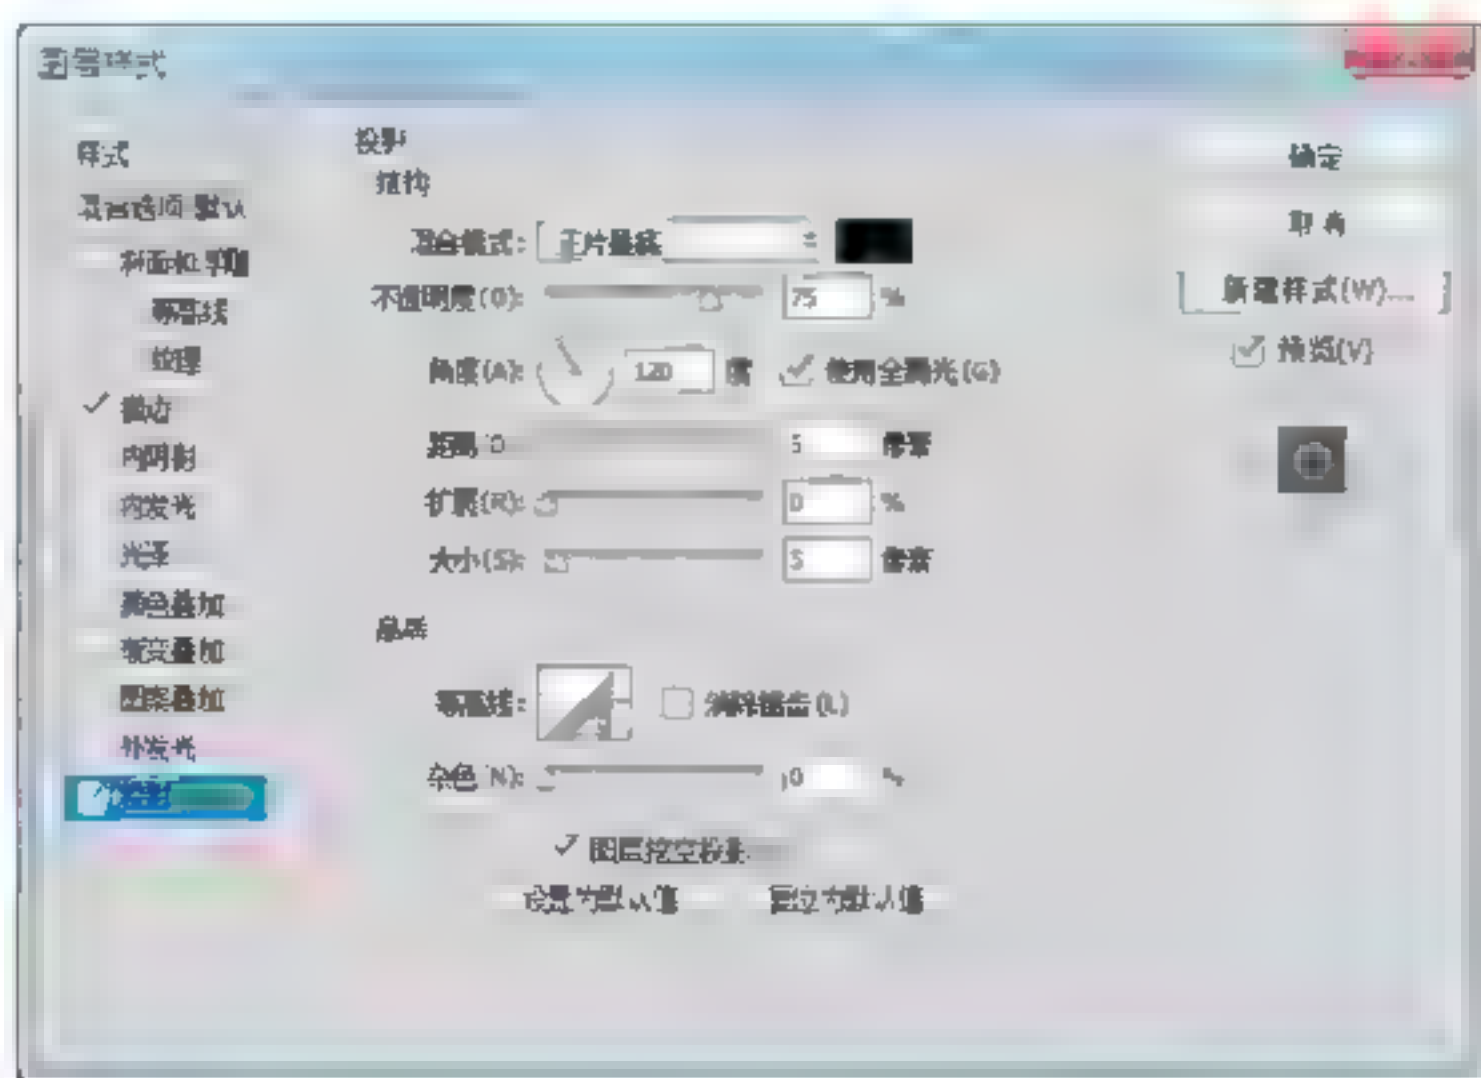 图层样式
样式
混合选项:默认
斜面和浮雕
等高线
纹理
描边
内阴影
内发光
光泽
颜色叠加
渐变叠加
图案叠加
外发光
投影
投影
结构
混合模式: 正片叠底
不透明度(O): 75 %
角度(A): 120 度 使用全局光(G)
距离(D): 5 像素
扩展(R): 0 %
大小(S): 5 像素
品质
等高线: 消除锯齿(L)
杂色(N): 0 %
图层挖空投影
设置为默认值 复位为默认值
确定
取消
新建样式(W)...
预览(V)